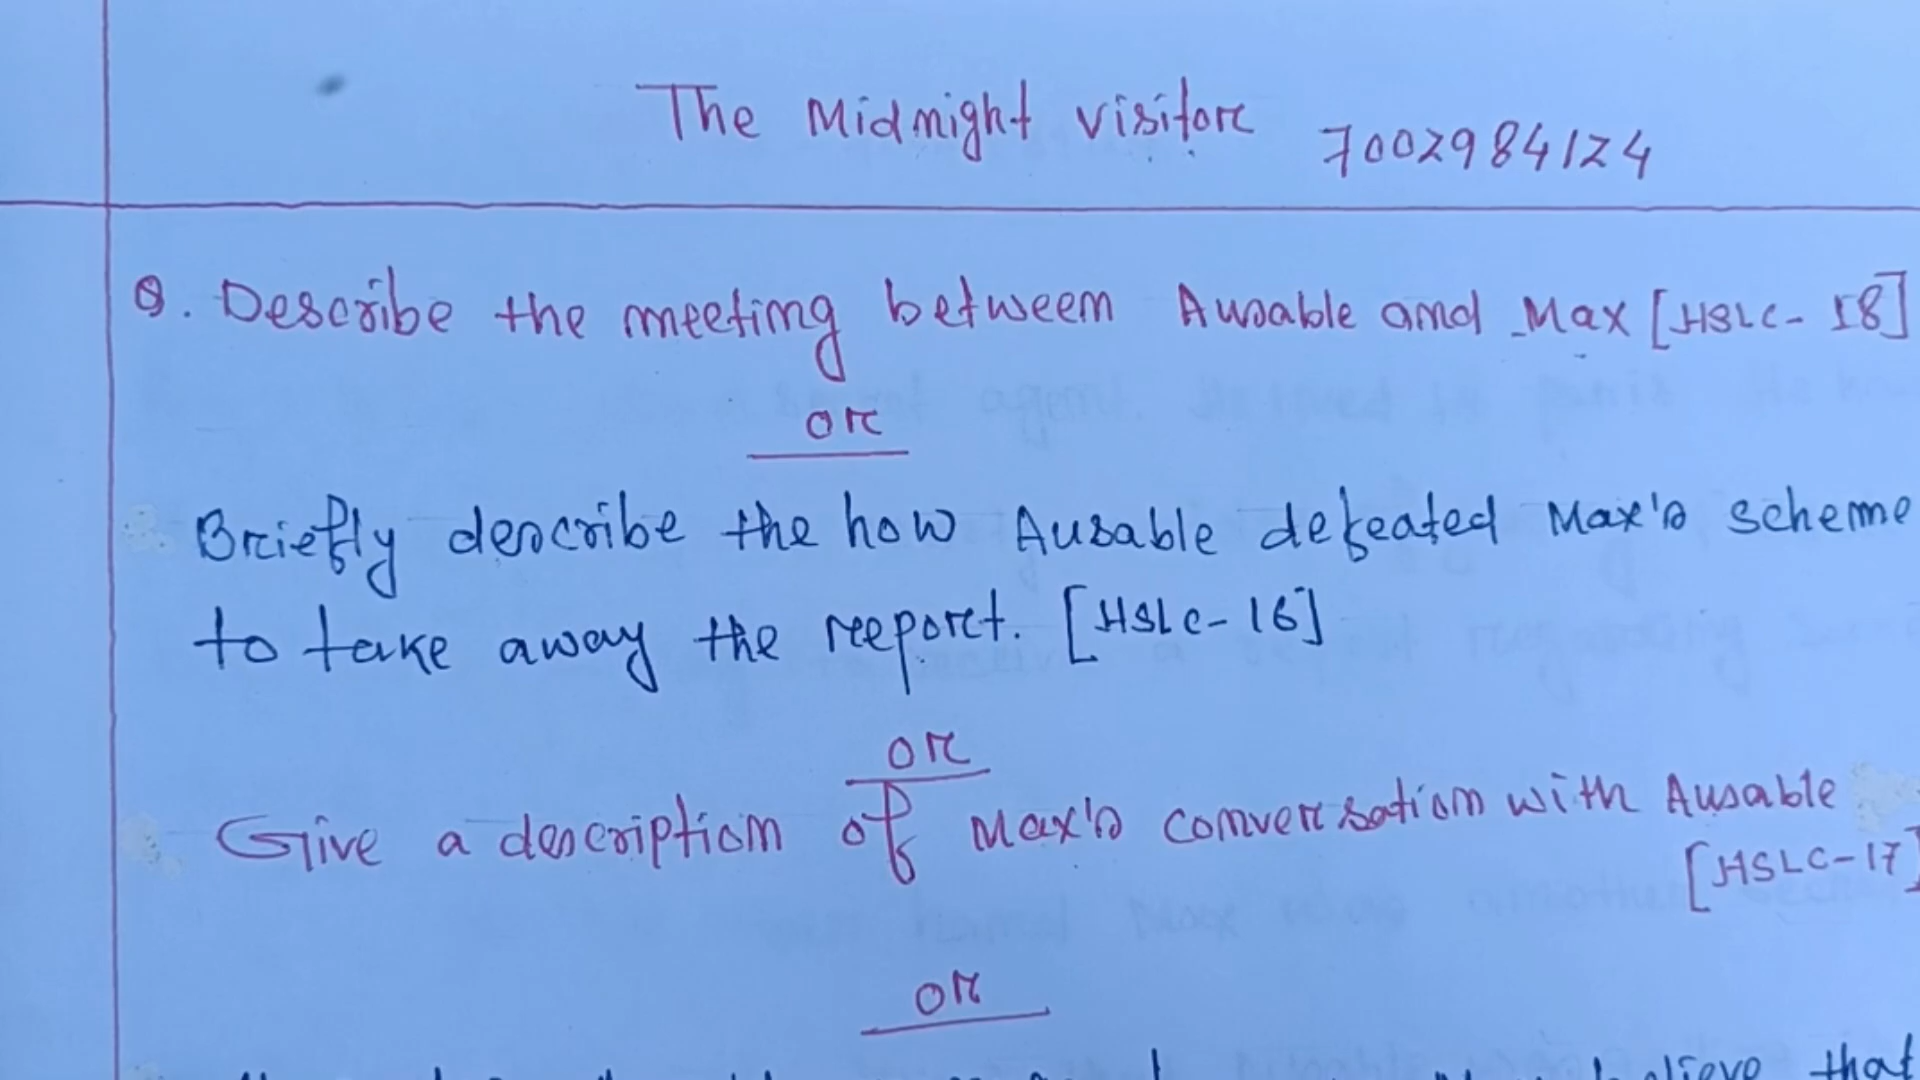 The Midnight visitor 7002984124
Q. Describe the meeting between Ausable and Max [HSLC- 18]
or
Briefly describe the how Ausable defeated Max's scheme
to take away the report. [HSLC- 16]
or
Give a description of Max's conversation with Ausable
[HSLC-17]
or
believe that